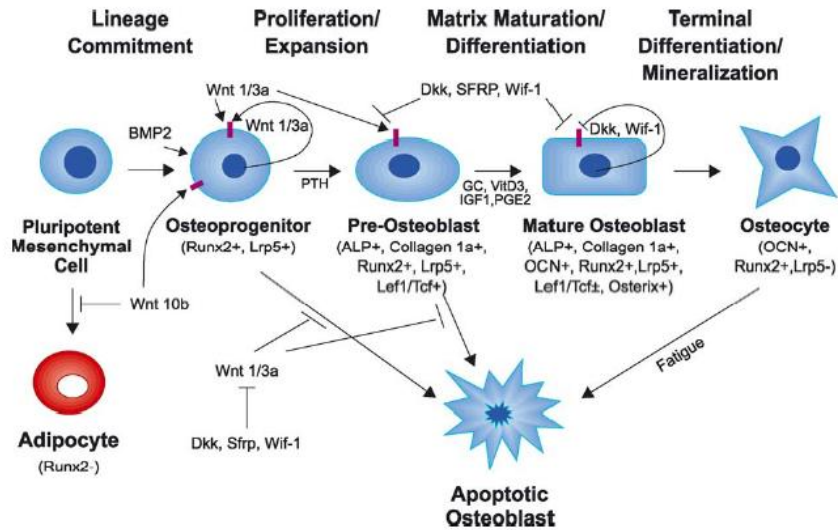 Lineage
Commitment
Proliferation/
Expansion
Matrix Maturation/
Differentiation
Terminal
Differentiation/
Mineralization
Wnt 1/3a
Dkk, SFRP, Wif-1
BMP2
Wnt 1/3a
Dkk, Wif-1
PTH
GC, VitD3,
IGF1,PGE2
Pluripotent
Mesenchymal
Cell
Osteoprogenitor
(Runx2+, Lrp5+)
Pre-Osteoblast
(ALP+, Collagen 1a+,
Runx2+, Lrp5+,
Lef1/Tcf+)
Mature Osteoblast
(ALP+, Collagen 1a+,
OCN+, Runx2+,Lrp5+,
Lef1/Tcf±, Osterix+)
Osteocyte
(OCN+,
Runx2+,Lrp5-)
Wnt 10b
Wnt 1/3a
Fatigue
Dkk, Sfrp, Wif-1
Adipocyte
(Runx2-)
Apoptotic
Osteoblast